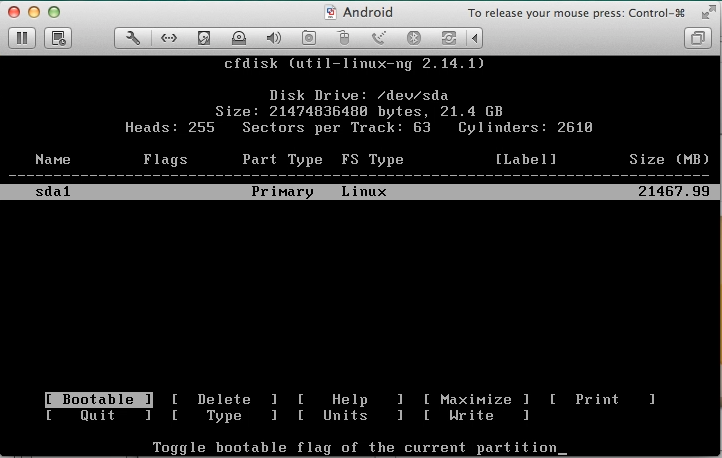 Android
To release your mouse press: Control-⌘
cfdisk (util-linux-ng 2.14.1)
Disk Drive: /dev/sda
Size: 21474836480 bytes, 21.4 GB
Heads: 255   Sectors per Track: 63   Cylinders: 2610
Name   Flags   Part Type   FS Type   [Label]   Size (MB)
------------------------------------------------------------------------------
sda1   Primary   Linux   21467.99
[ Bootable ]  [  Delete  ]  [   Help   ]  [ Maximize ]  [  Print   ]
[   Quit   ]  [   Type   ]  [  Units   ]  [  Write   ]
Toggle bootable flag of the current partition_